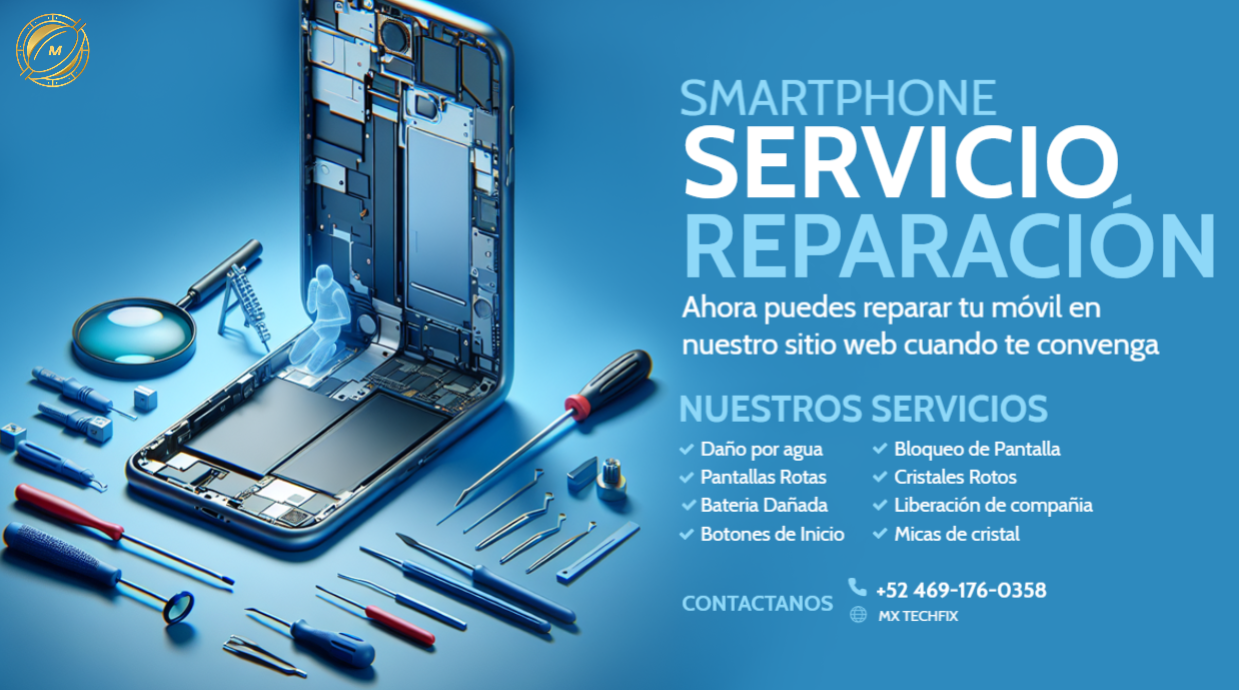 M
SMARTPHONE
SERVICIO
REPARACIÓN
Ahora puedes reparar tu móvil en
nuestro sitio web cuando te convenga
NUESTROS SERVICIOS
Daño por agua
Pantallas Rotas
Bateria Dañada
Botones de Inicio
Bloqueo de Pantalla
Cristales Rotos
Liberación de compañia
Micas de cristal
CONTACTANOS
+52 469-176-0358
MX TECHFIX